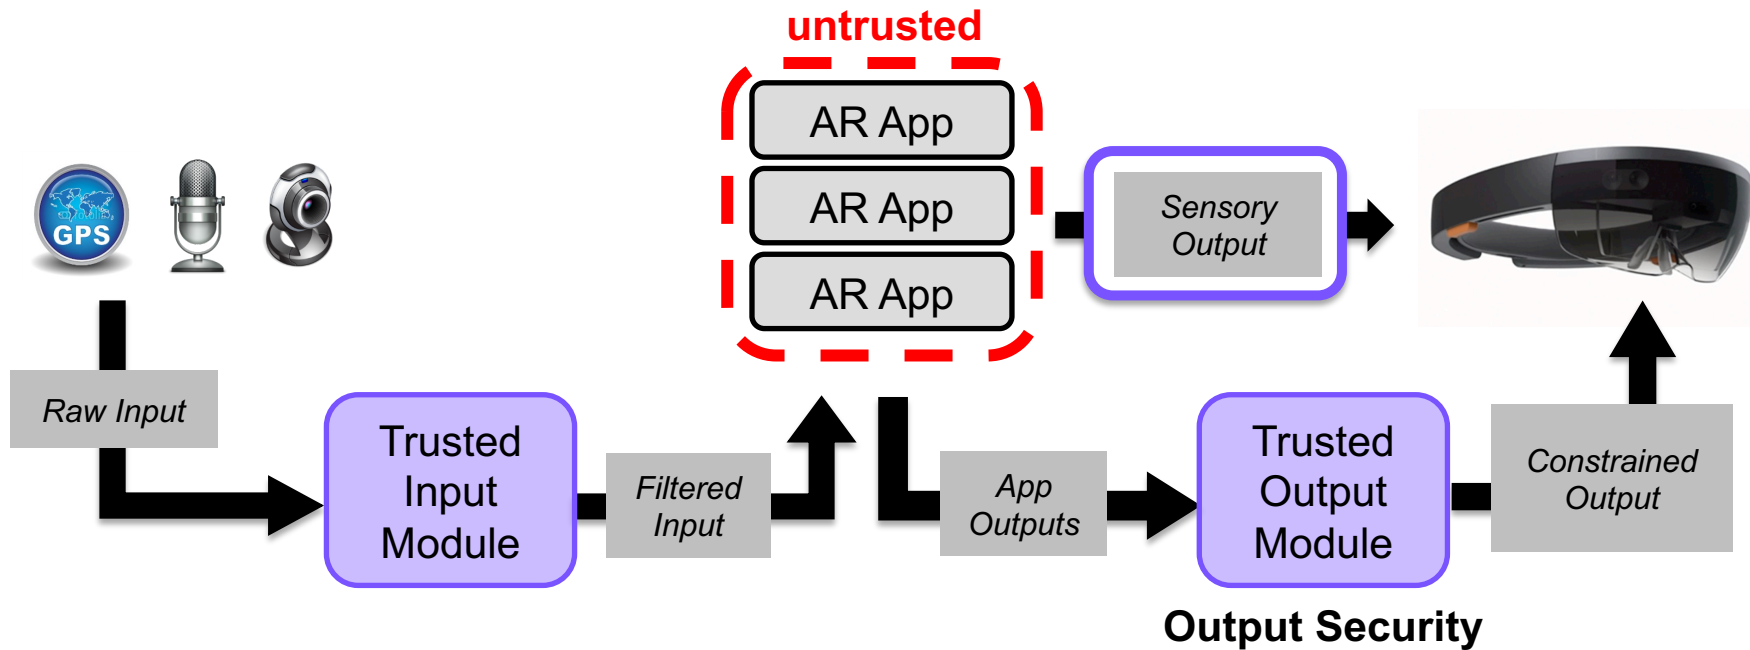 untrusted
AR App
AR App
AR App
GPS
Sensory
Output
Raw Input
Trusted
Input
Module
Filtered
Input
App
Outputs
Trusted
Output
Module
Constrained
Output
Output Security